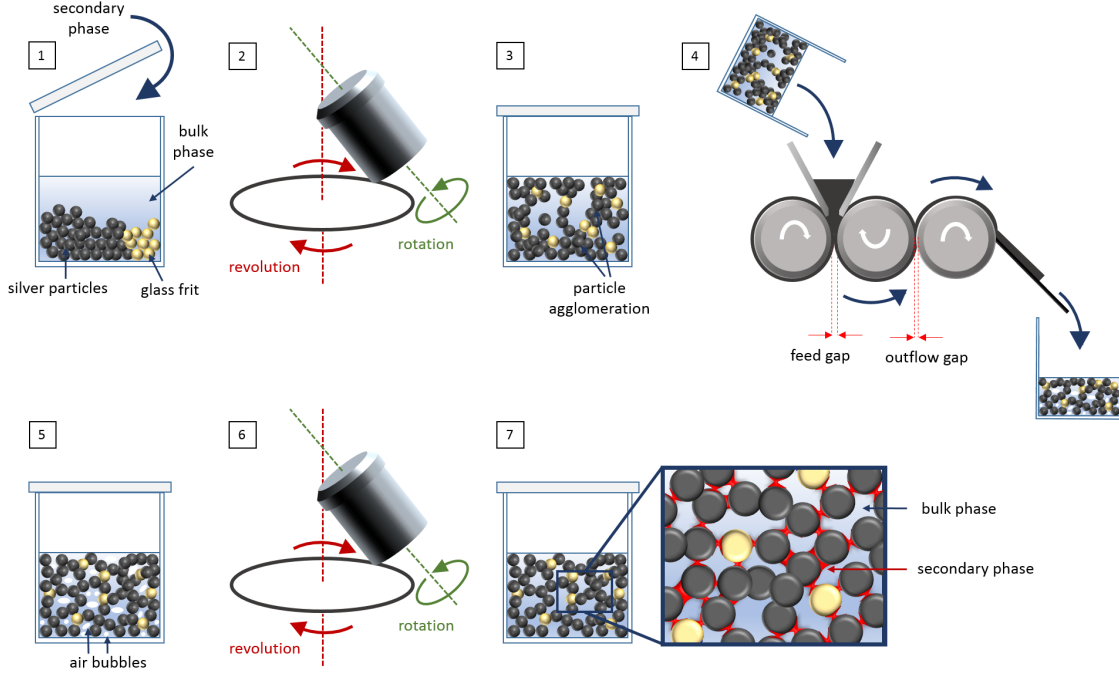 secondary
phase
1
bulk
phase
silver particles
glass frit
2
rotation
revolution
3
particle
agglomeration
4
feed gap
outflow gap
5
air bubbles
6
rotation
revolution
7
bulk phase
secondary phase